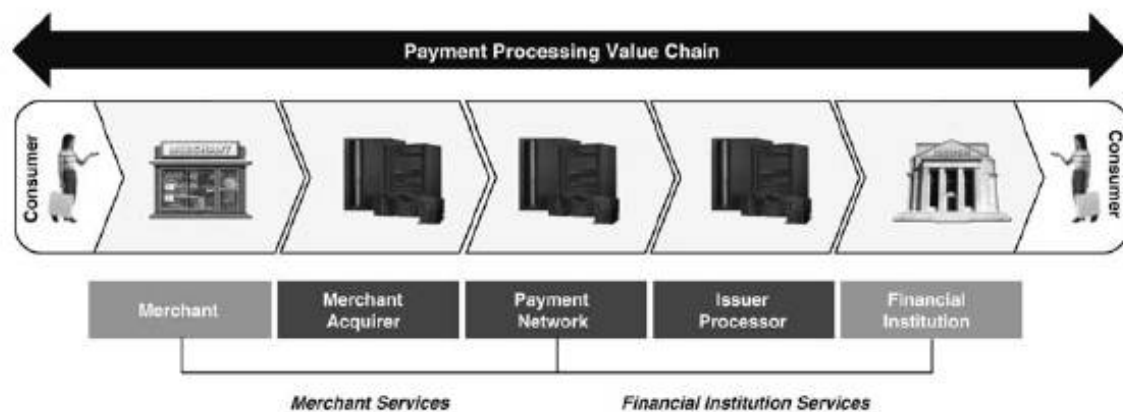 Payment Processing Value Chain
Consumer
MERCHANT
Consumer
Merchant
Merchant
Acquirer
Payment
Network
Issuer
Processor
Financial
Institution
Merchant Services
Financial Institution Services